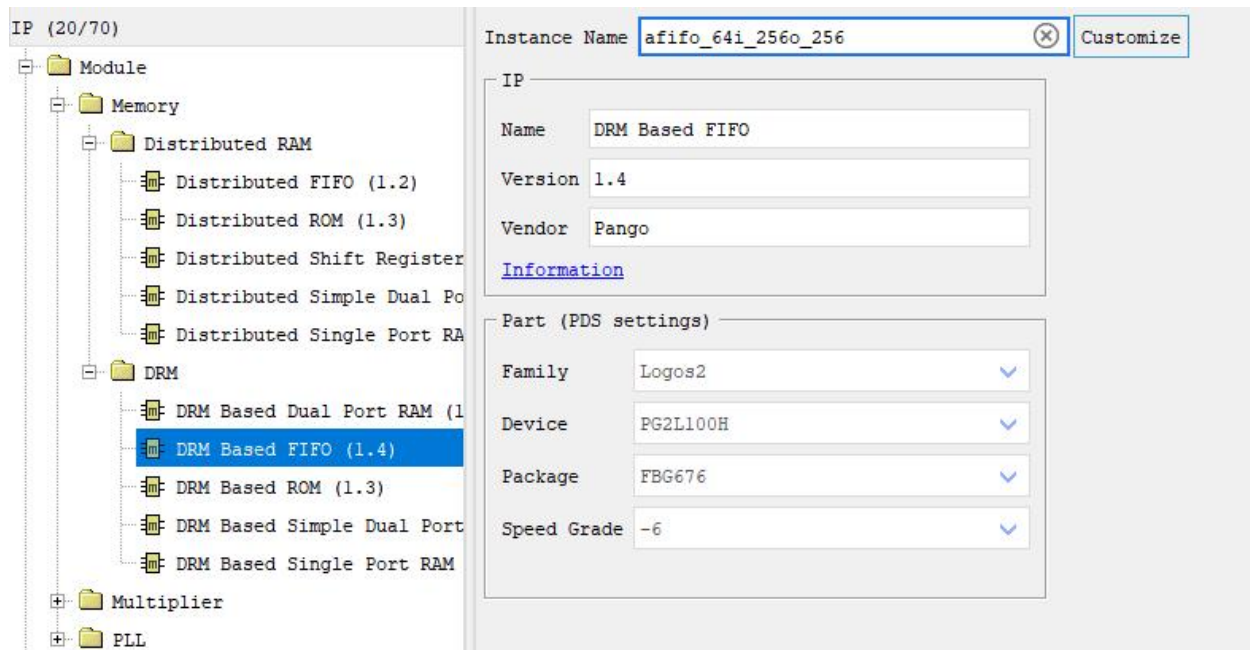 IP (20/70)
Module
Memory
Distributed RAM
Distributed FIFO (1.2)
Distributed ROM (1.3)
Distributed Shift Register
Distributed Simple Dual Po
Distributed Single Port RA
DRM
DRM Based Dual Port RAM (1
DRM Based FIFO (1.4)
DRM Based ROM (1.3)
DRM Based Simple Dual Port
DRM Based Single Port RAM
Multiplier
PLL
Instance Name afifo_64i_256o_256 Customize
IP
Name DRM Based FIFO
Version 1.4
Vendor Pango
Information
Part (PDS settings)
Family Logos2
Device PG2L100H
Package FBG676
Speed Grade -6